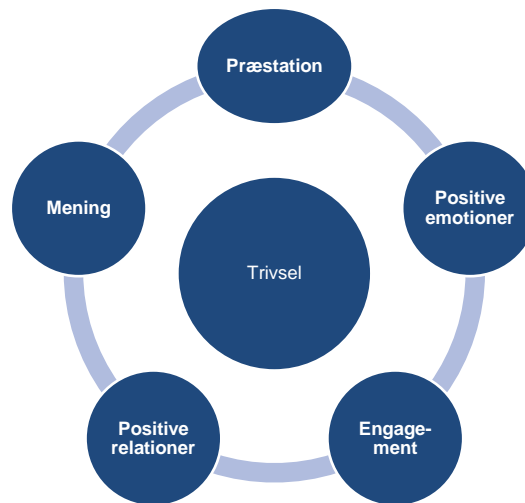 Præstation
Positive
emotioner
Engage-
ment
Positive
relationer
Mening
Trivsel